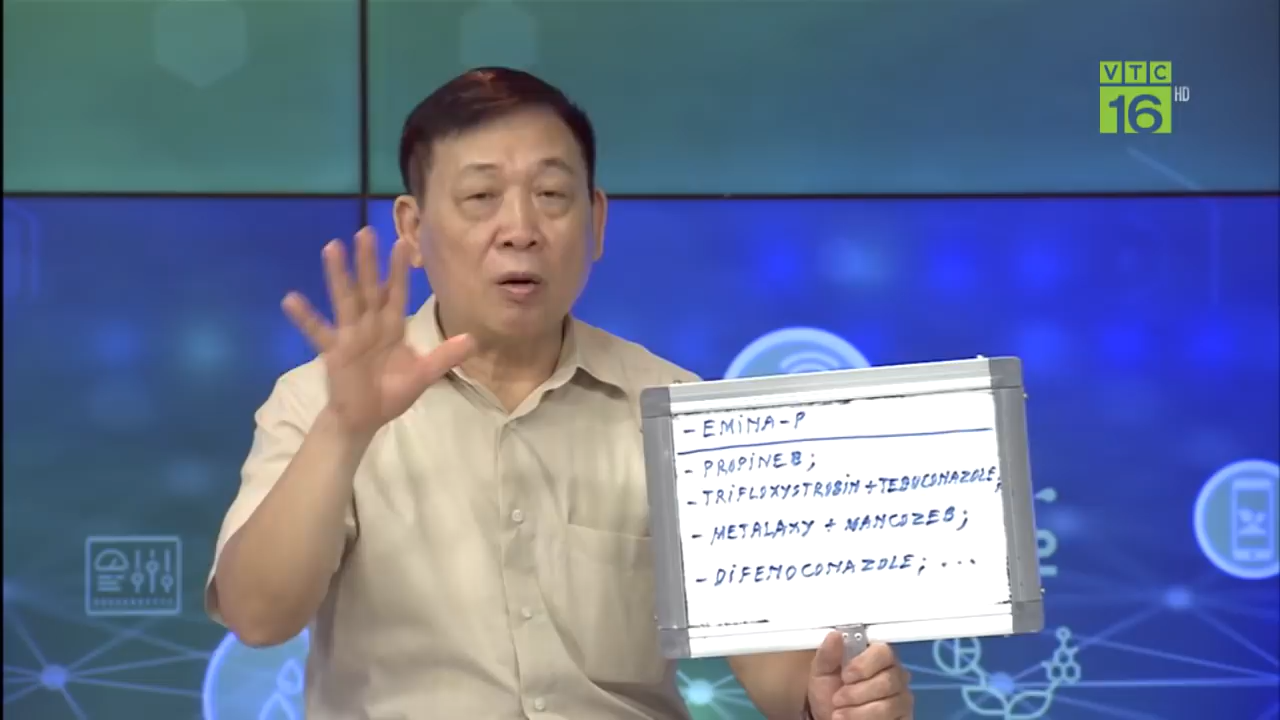 VTC
16 HD
- EMiNA-P
- PROPiNEB;
- TRiFLOXYSTROBIN + TEBUCONAZOLE;
- METALAXY + MANCOZEB;
- DiFENOCONAZOLE; ...